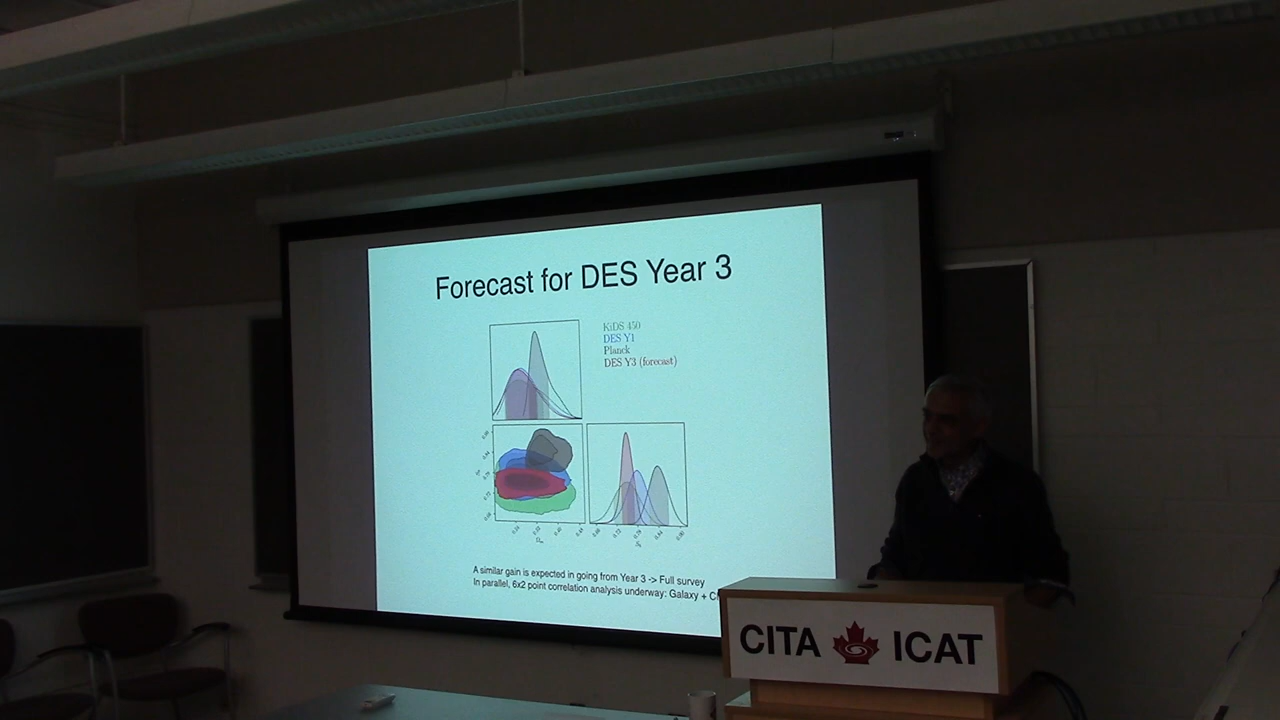 Forecast for DES Year 3
KiDS 450
DES Y1
Planck
DES Y3 (forecast)
A similar gain is expected in going from Year 3 -> Full survey
In parallel, 6x2 point correlation analysis underway: Galaxy +
CITA ICAT